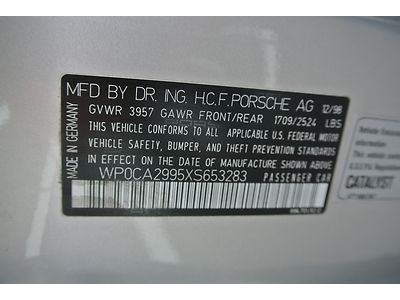 MFD BY DR. ING. H.C.F. PORSCHE AG 12/98
GVWR 3957 GAWR FRONT/REAR 1709/2524 LBS
THIS VEHICLE CONFORMS TO ALL APPLICABLE U.S. FEDERAL MOTOR
VEHICLE SAFETY, BUMPER, AND THEFT PREVENTION STANDARDS
IN EFFECT ON THE DATE OF MANUFACTURE SHOWN ABOVE.
WP0CA2995XS653283
PASSENGER CAR
MADE IN GERMANY
CATALYST